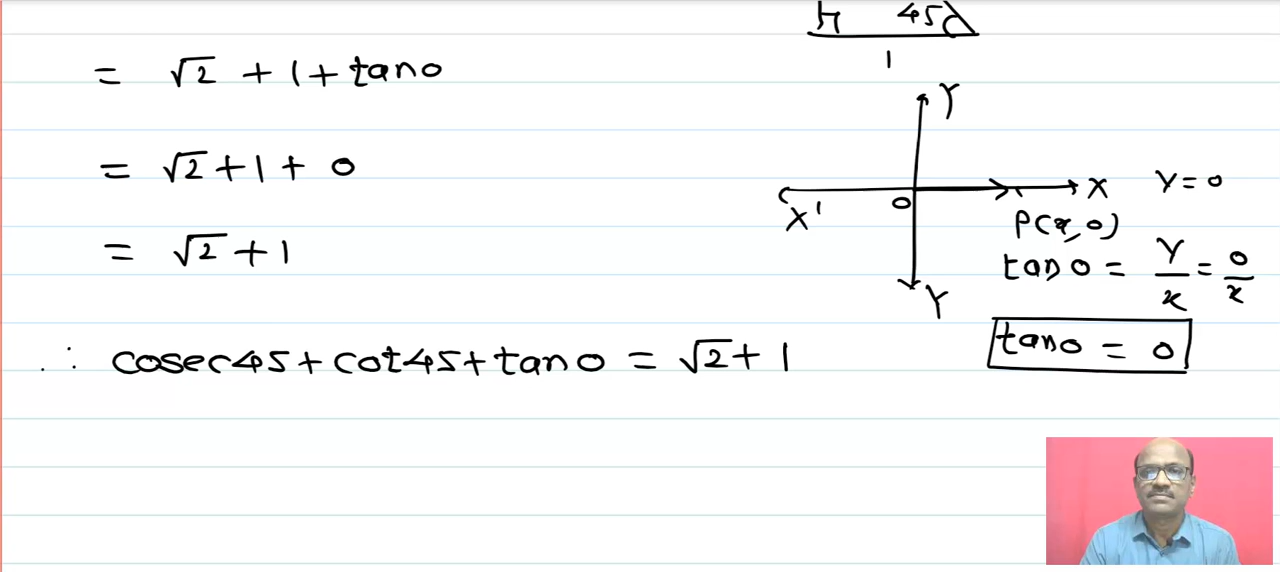 = √2 + 1 + tan0
= √2 + 1 + 0
= √2 + 1
∴ cosec45 + cot45 + tan0 = √2 + 1
45
1
Y
X' 0 X Y = 0
P(x,0)
Y
tan0 = Y/x = 0/x
tan0 = 0